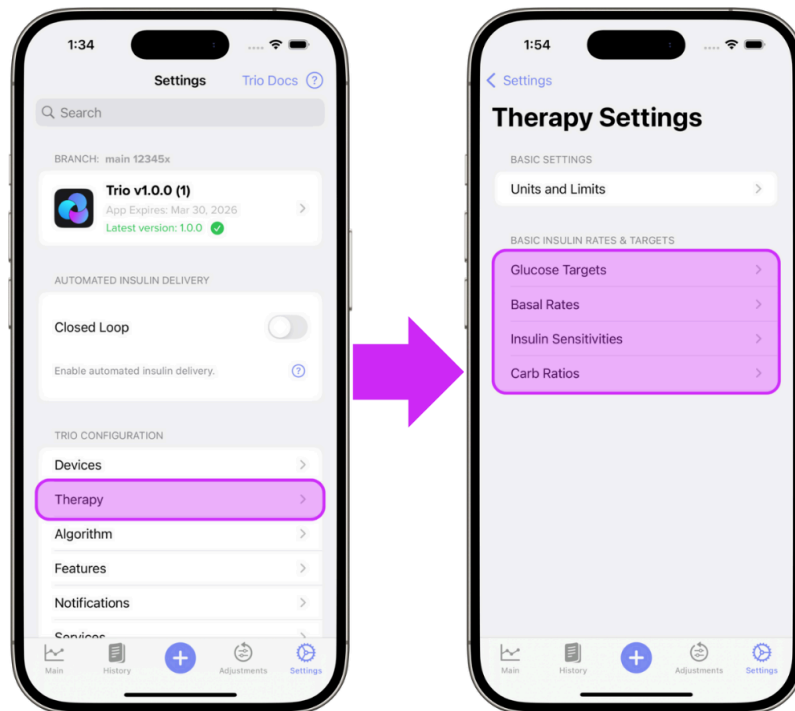 1:34
Settings
Trio Docs ?
Search
BRANCH: main 12345x
Trio v1.0.0 (1)
App Expires: Mar 30, 2026
Latest version: 1.0.0
AUTOMATED INSULIN DELIVERY
Closed Loop
Enable automated insulin delivery. ?
TRIO CONFIGURATION
Devices
Therapy
Algorithm
Features
Notifications
Services
Main
History
Adjustments
Settings
1:54
Settings
Therapy Settings
BASIC SETTINGS
Units and Limits
BASIC INSULIN RATES & TARGETS
Glucose Targets
Basal Rates
Insulin Sensitivities
Carb Ratios
Main
History
Adjustments
Settings